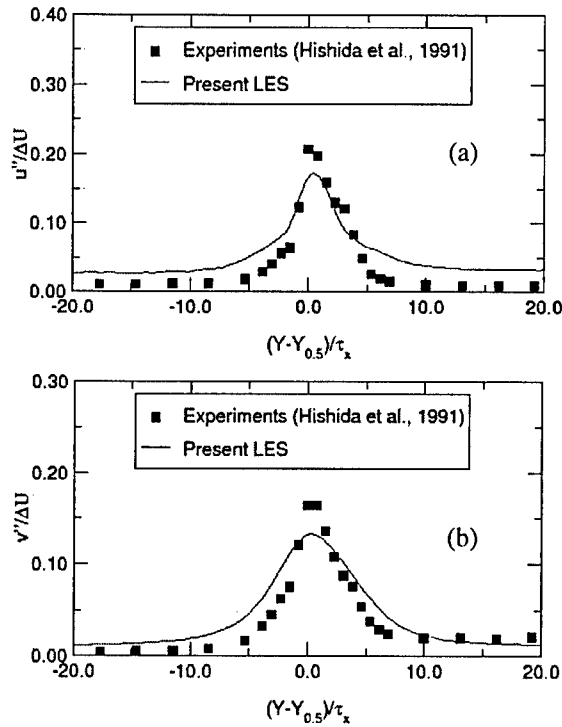 0.40
Experiments (Hishida et al., 1991)
Present LES
0.30
(a)
u''/ΔU
0.20
0.10
0.00
-20.0 -10.0 0.0 10.0 20.0
(Y-Y0.5)/τx
0.30
Experiments (Hishida et al., 1991)
Present LES
0.20
(b)
v''/ΔU
0.10
0.00
-20.0 -10.0 0.0 10.0 20.0
(Y-Y0.5)/τx